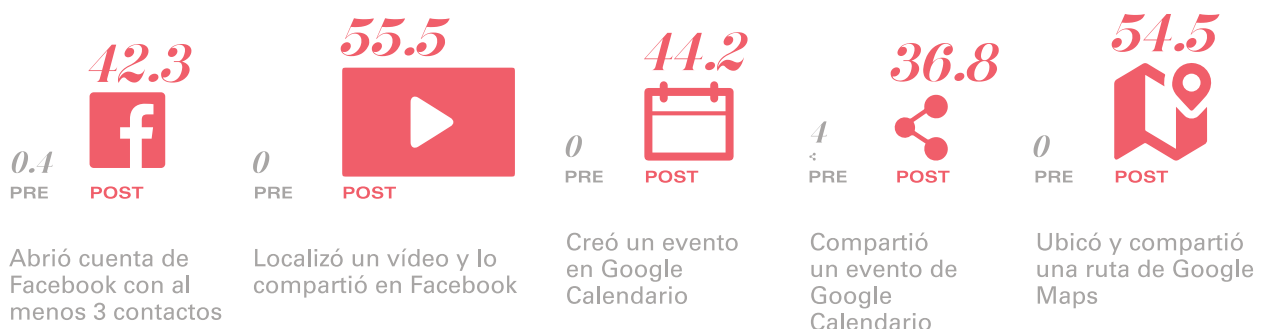 0.4
PRE
42.3
POST
Abrió cuenta de
Facebook con al
menos 3 contactos
0
PRE
55.5
POST
Localizó un vídeo y lo
compartió en Facebook
0
PRE
44.2
POST
Creó un evento
en Google
Calendario
4
PRE
36.8
POST
Compartió
un evento de
Google
Calendario
0
PRE
54.5
POST
Ubicó y compartió
una ruta de Google
Maps